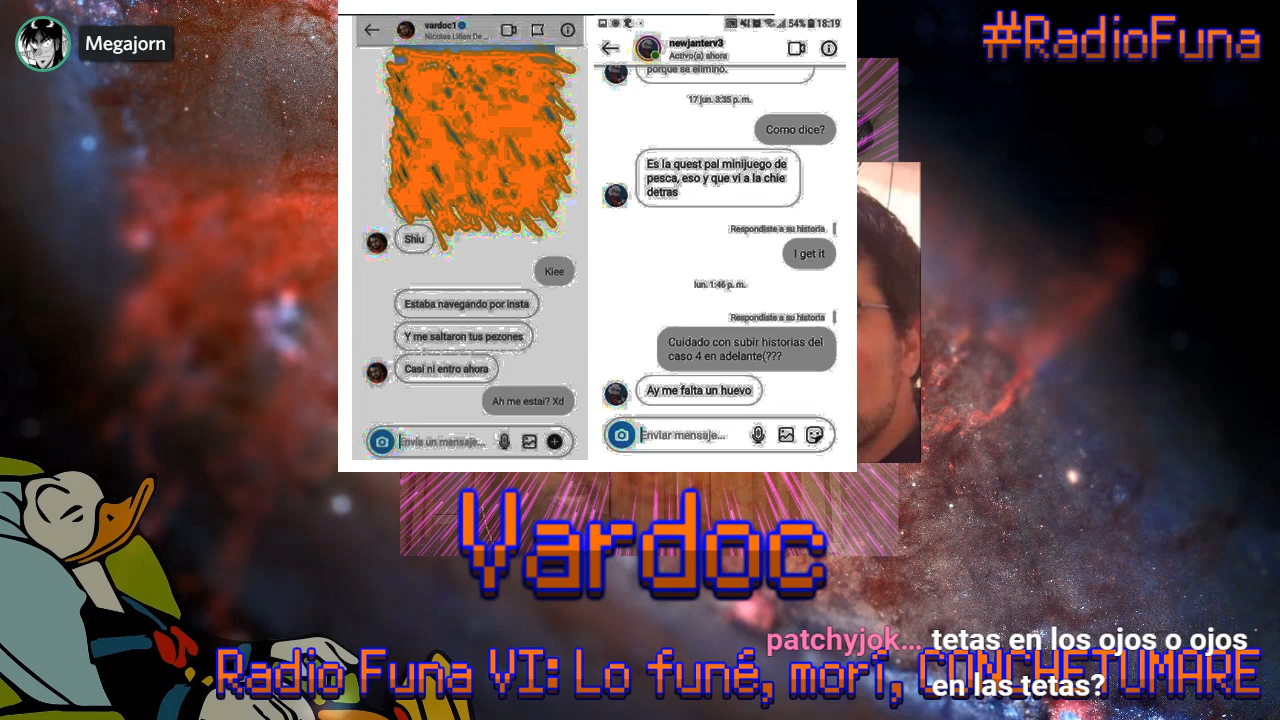 Megajorn
#RadioFuna
vardoc1
Nicolas Lilian De ...
Shiu
Kiee
Estaba navegando por insta
Y me saltaron tus pezones
Casi ni entro ahora
Ah me estai? Xd
Envía un mensaje...
54% 18:19
newjanterv3
Activo(a) ahora
porque se elimino.
17 jun. 3:35 p. m.
Como dice?
Es la quest pal minijuego de
pesca, eso y que vi a la chie
detras
Respondiste a su historia
I get it
lun. 1:46 p. m.
Respondiste a su historia
Cuidado con subir historias del
caso 4 en adelante(???
Ay me falta un huevo
Enviar mensaje...
Vardoc
patchyjok... tetas en los ojos o ojos
en las tetas?
Radio Funa VI: Lo funé, morí, CONCHETUMARE